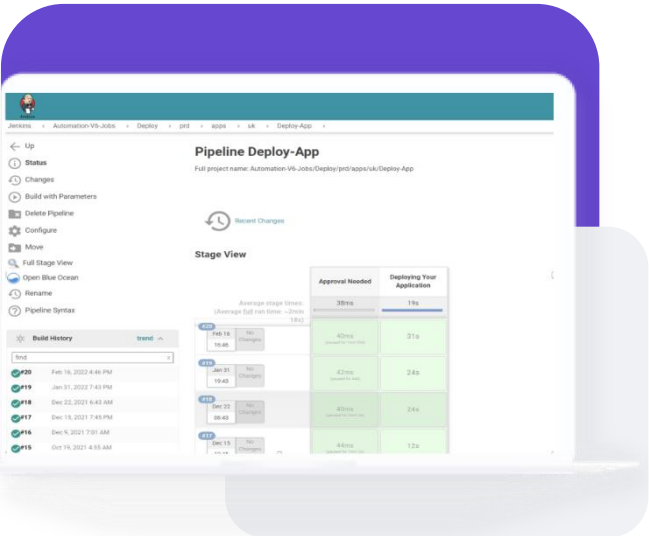 Jenkins › Automation-V6-Jobs › Deploy › prd › apps › uk › Deploy-App ›
Up
Status
Changes
Build with Parameters
Delete Pipeline
Configure
Move
Full Stage View
Open Blue Ocean
Rename
Pipeline Syntax
Build History trend
find x
#20 Feb 16, 2022 4:46 PM
#19 Jan 31, 2022 7:43 PM
#18 Dec 22, 2021 6:43 AM
#17 Dec 13, 2021 7:45 PM
#16 Dec 9, 2021 7:01 AM
#15 Oct 19, 2021 4:55 AM
Pipeline Deploy-App
Full project name: Automation-V6-Jobs/Deploy/prd/apps/uk/Deploy-App
Recent Changes
Stage View
Approval Needed
Deploying Your
Application
Average stage times:
(Average full run time: ~2min
18s)
38ms
19s
#20
Feb 16
16:46
No
Changes
40ms
31s
#19
Jan 31
19:43
No
Changes
42ms
24s
#18
Dec 22
06:43
No
Changes
40ms
24s
#17
Dec 13
No
Changes
44ms
12s